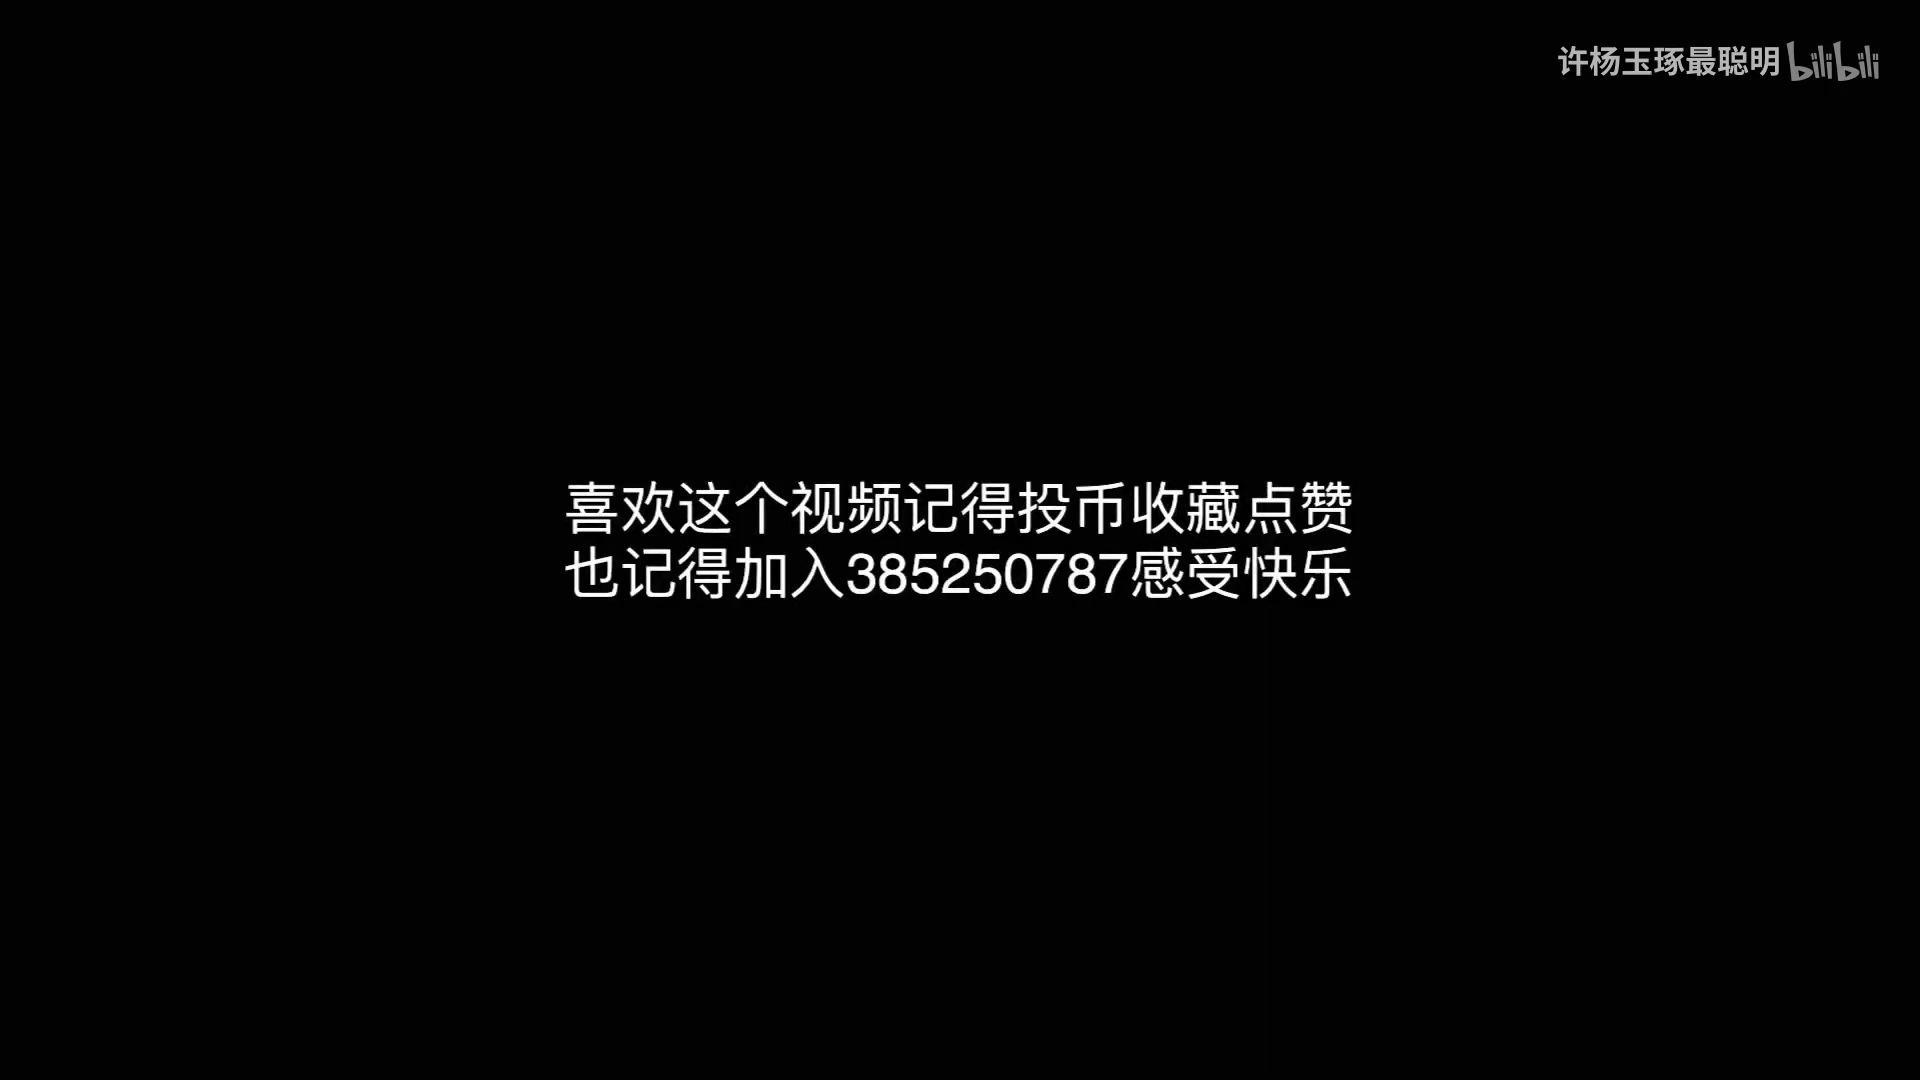 许杨玉琢最聪明 bilibili
喜欢这个视频记得投币收藏点赞
也记得加入385250787感受快乐